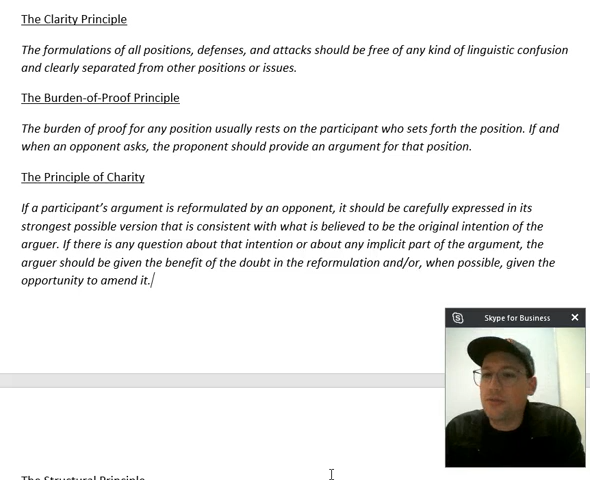 The Clarity Principle
The formulations of all positions, defenses, and attacks should be free of any kind of linguistic confusion
and clearly separated from other positions or issues.
The Burden-of-Proof Principle
The burden of proof for any position usually rests on the participant who sets forth the position. If and
when an opponent asks, the proponent should provide an argument for that position.
The Principle of Charity
If a participant’s argument is reformulated by an opponent, it should be carefully expressed in its
strongest possible version that is consistent with what is believed to be the original intention of the
arguer. If there is any question about that intention or about any implicit part of the argument, the
arguer should be given the benefit of the doubt in the reformulation and/or, when possible, given the
opportunity to amend it.
Skype for Business
The Structural Principle